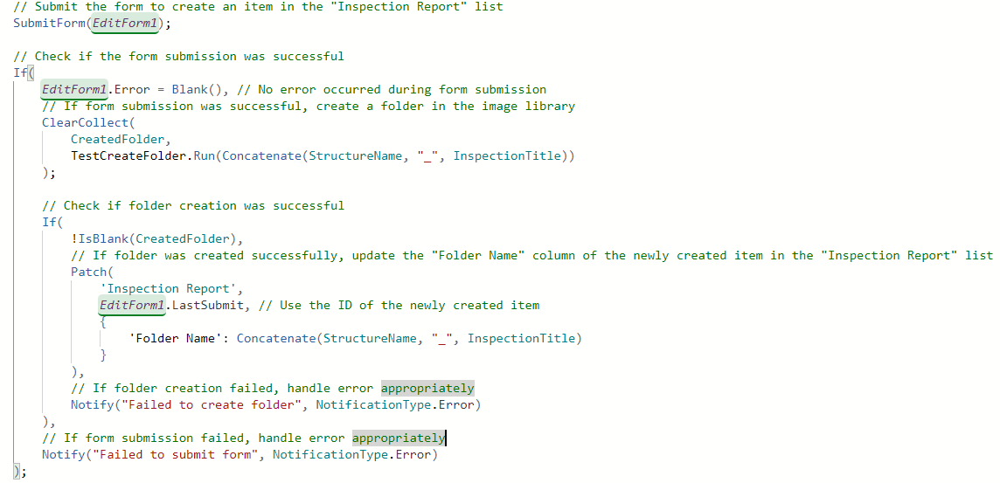 // Submit the form to create an item in the "Inspection Report" list
SubmitForm(EditForm1);
// Check if the form submission was successful
If(
EditForm1.Error = Blank(), // No error occurred during form submission
// If form submission was successful, create a folder in the image library
ClearCollect(
CreatedFolder,
TestCreateFolder.Run(Concatenate(StructureName, "_", InspectionTitle))
);
// Check if folder creation was successful
If(
!IsBlank(CreatedFolder),
// If folder was created successfully, update the "Folder Name" column of the newly created item in the "Inspection Report" list
Patch(
'Inspection Report',
EditForm1.LastSubmit, // Use the ID of the newly created item
{
'Folder Name': Concatenate(StructureName, "_", InspectionTitle)
}
),
// If folder creation failed, handle error appropriately
Notify("Failed to create folder", NotificationType.Error)
),
// If form submission failed, handle error appropriately
Notify("Failed to submit form", NotificationType.Error)
);